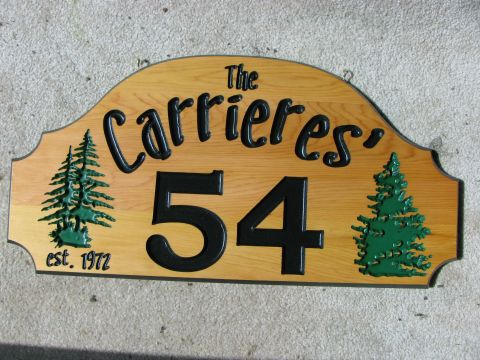 The
Carrieres'
54
est. 1972